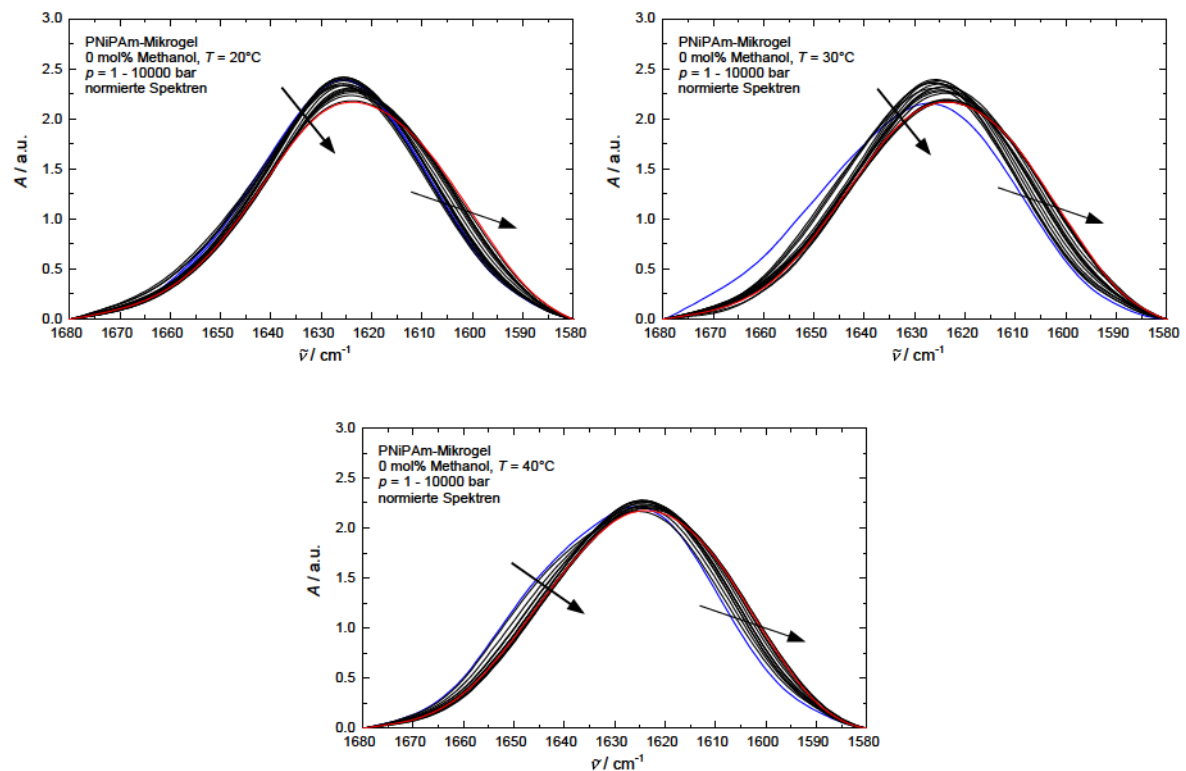 PNiPAm-Mikrogel
0 mol% Methanol, T = 20°C
p = 1 - 10000 bar
normierte Spektren
A / a.u.
3.0
2.5
2.0
1.5
1.0
0.5
0.0
1680 1670 1660 1650 1640 1630 1620 1610 1600 1590 1580
ṽ / cm⁻¹
PNiPAm-Mikrogel
0 mol% Methanol, T = 30°C
p = 1 - 10000 bar
normierte Spektren
A / a.u.
3.0
2.5
2.0
1.5
1.0
0.5
0.0
1680 1670 1660 1650 1640 1630 1620 1610 1600 1590 1580
ṽ / cm⁻¹
PNiPAm-Mikrogel
0 mol% Methanol, T = 40°C
p = 1 - 10000 bar
normierte Spektren
A / a.u.
3.0
2.5
2.0
1.5
1.0
0.5
0.0
1680 1670 1660 1650 1640 1630 1620 1610 1600 1590 1580
ṽ / cm⁻¹